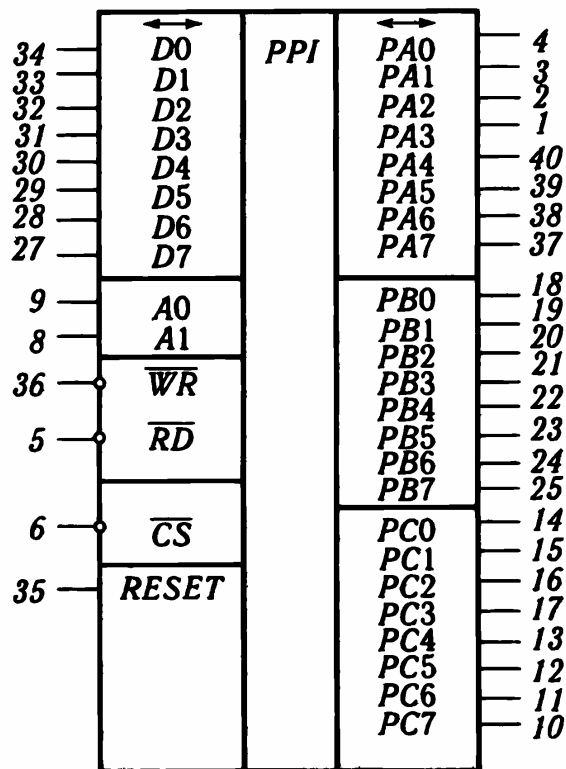 PPI
34 D0
33 D1
32 D2
31 D3
30 D4
29 D5
28 D6
27 D7
9 A0
8 A1
36 W̅R̅
5 R̅D̅
6 C̅S̅
35 RESET
PA0 4
PA1 3
PA2 2
PA3 1
PA4 40
PA5 39
PA6 38
PA7 37
PB0 18
PB1 19
PB2 20
PB3 21
PB4 22
PB5 23
PB6 24
PB7 25
PC0 14
PC1 15
PC2 16
PC3 17
PC4 13
PC5 12
PC6 11
PC7 10